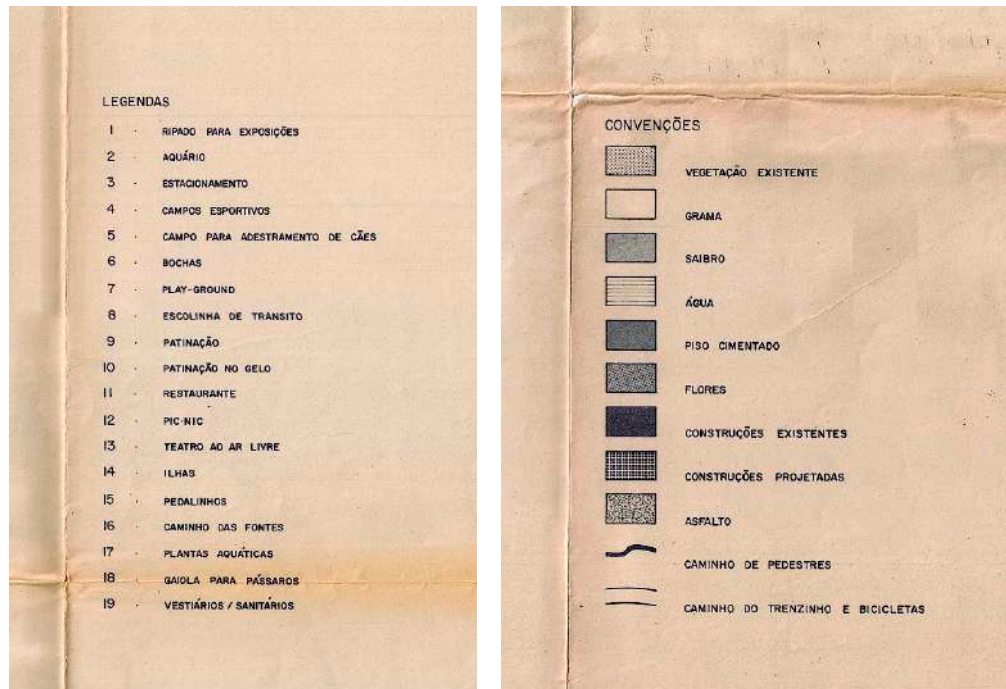 LEGENDAS
1 · RIPADO PARA EXPOSIÇÕES
2 · AQUÁRIO
3 · ESTACIONAMENTO
4 · CAMPOS ESPORTIVOS
5 · CAMPO PARA ADESTRAMENTO DE CÃES
6 · BOCHAS
7 · PLAY-GROUND
8 · ESCOLINHA DE TRÂNSITO
9 · PATINAÇÃO
10 · PATINAÇÃO NO GELO
11 · RESTAURANTE
12 · PIC-NIC
13 · TEATRO AO AR LIVRE
14 · ILHAS
15 · PEDALINHOS
16 · CAMINHO DAS FONTES
17 · PLANTAS AQUÁTICAS
18 · GAIOLA PARA PÁSSAROS
19 · VESTIÁRIOS / SANITÁRIOS
CONVENÇÕES
VEGETAÇÃO EXISTENTE
GRAMA
SAIBRO
ÁGUA
PISO CIMENTADO
FLORES
CONSTRUÇÕES EXISTENTES
CONSTRUÇÕES PROJETADAS
ASFALTO
CAMINHO DE PEDESTRES
CAMINHO DO TRENZINHO E BICICLETAS